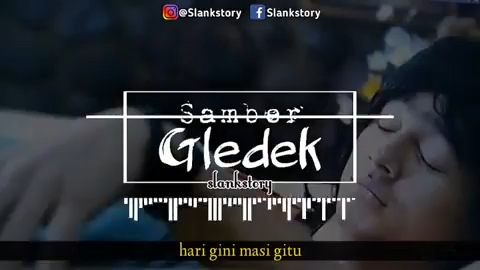 @Slankstory Slankstory
Samber
Gledek
slankstory
hari gini masi gitu